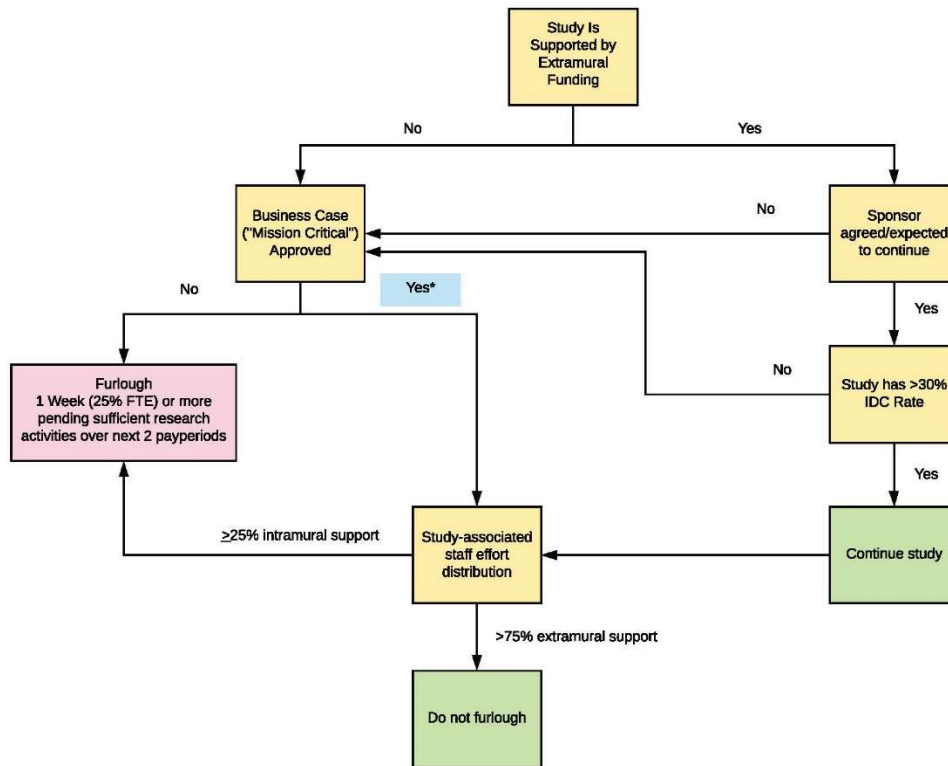 Study Is
Supported by
Extramural
Funding
No
Yes
Business Case
("Mission Critical")
Approved
No
Sponsor
agreed/expected
to continue
No
Yes*
Yes
Furlough
1 Week (25% FTE) or more
pending sufficient research
activities over next 2 payperiods
No
Study has >30%
IDC Rate
Yes
≥25% intramural support
Study-associated
staff effort
distribution
Continue study
>75% extramural support
Do not furlough